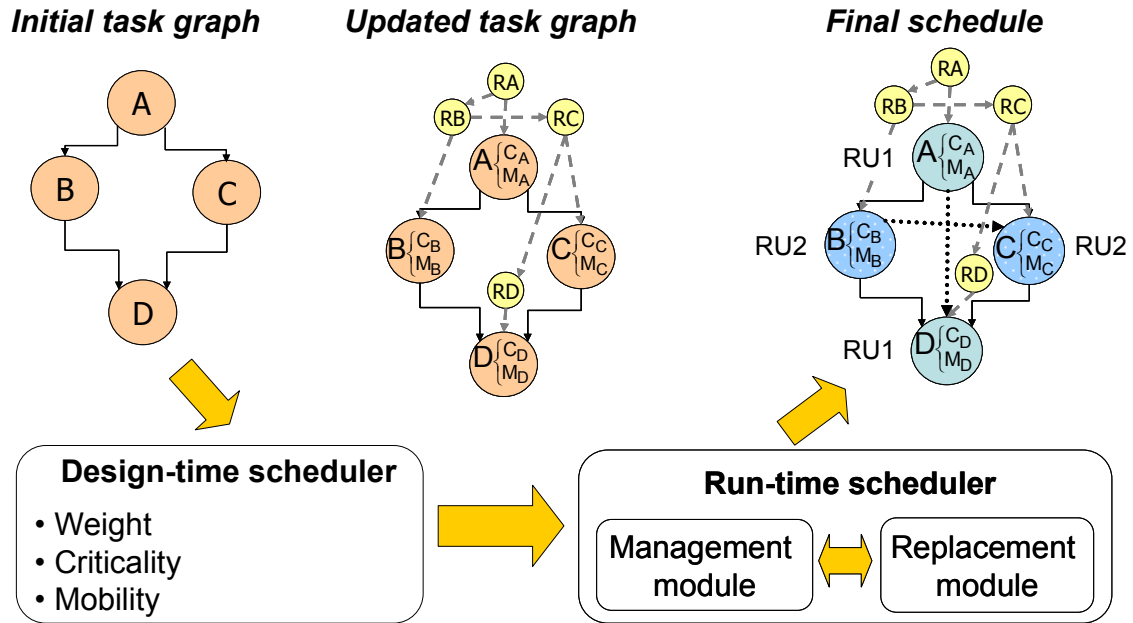 Initial task graph
Updated task graph
Final schedule
A
B
C
D
RA
RB
RC
A { CA
MA
B { CB
MB
C { CC
MC
RD
D { CD
MD
RA
RB
RC
RU1
A { CA
MA
RU2
B { CB
MB
C { CC
MC
RU2
RD
RU1
D { CD
MD
Design-time scheduler
• Weight
• Criticality
• Mobility
Run-time scheduler
Management
module
Replacement
module